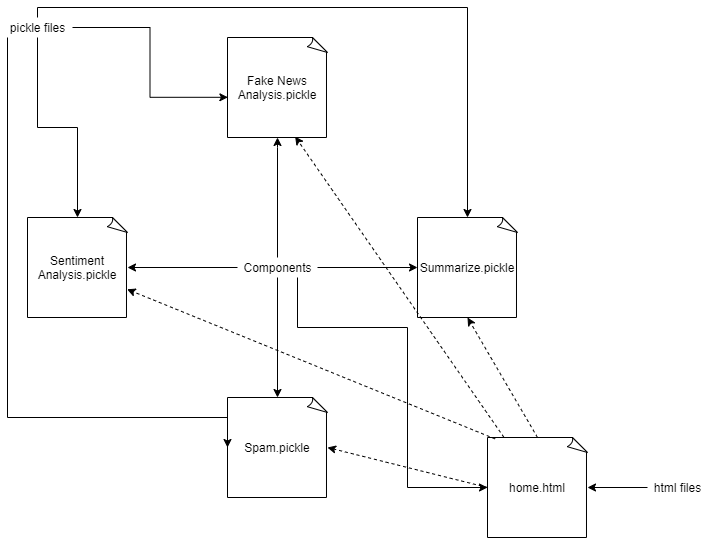 pickle files
Fake News
Analysis.pickle
Sentiment
Analysis.pickle
Components
Summarize.pickle
Spam.pickle
home.html
html files